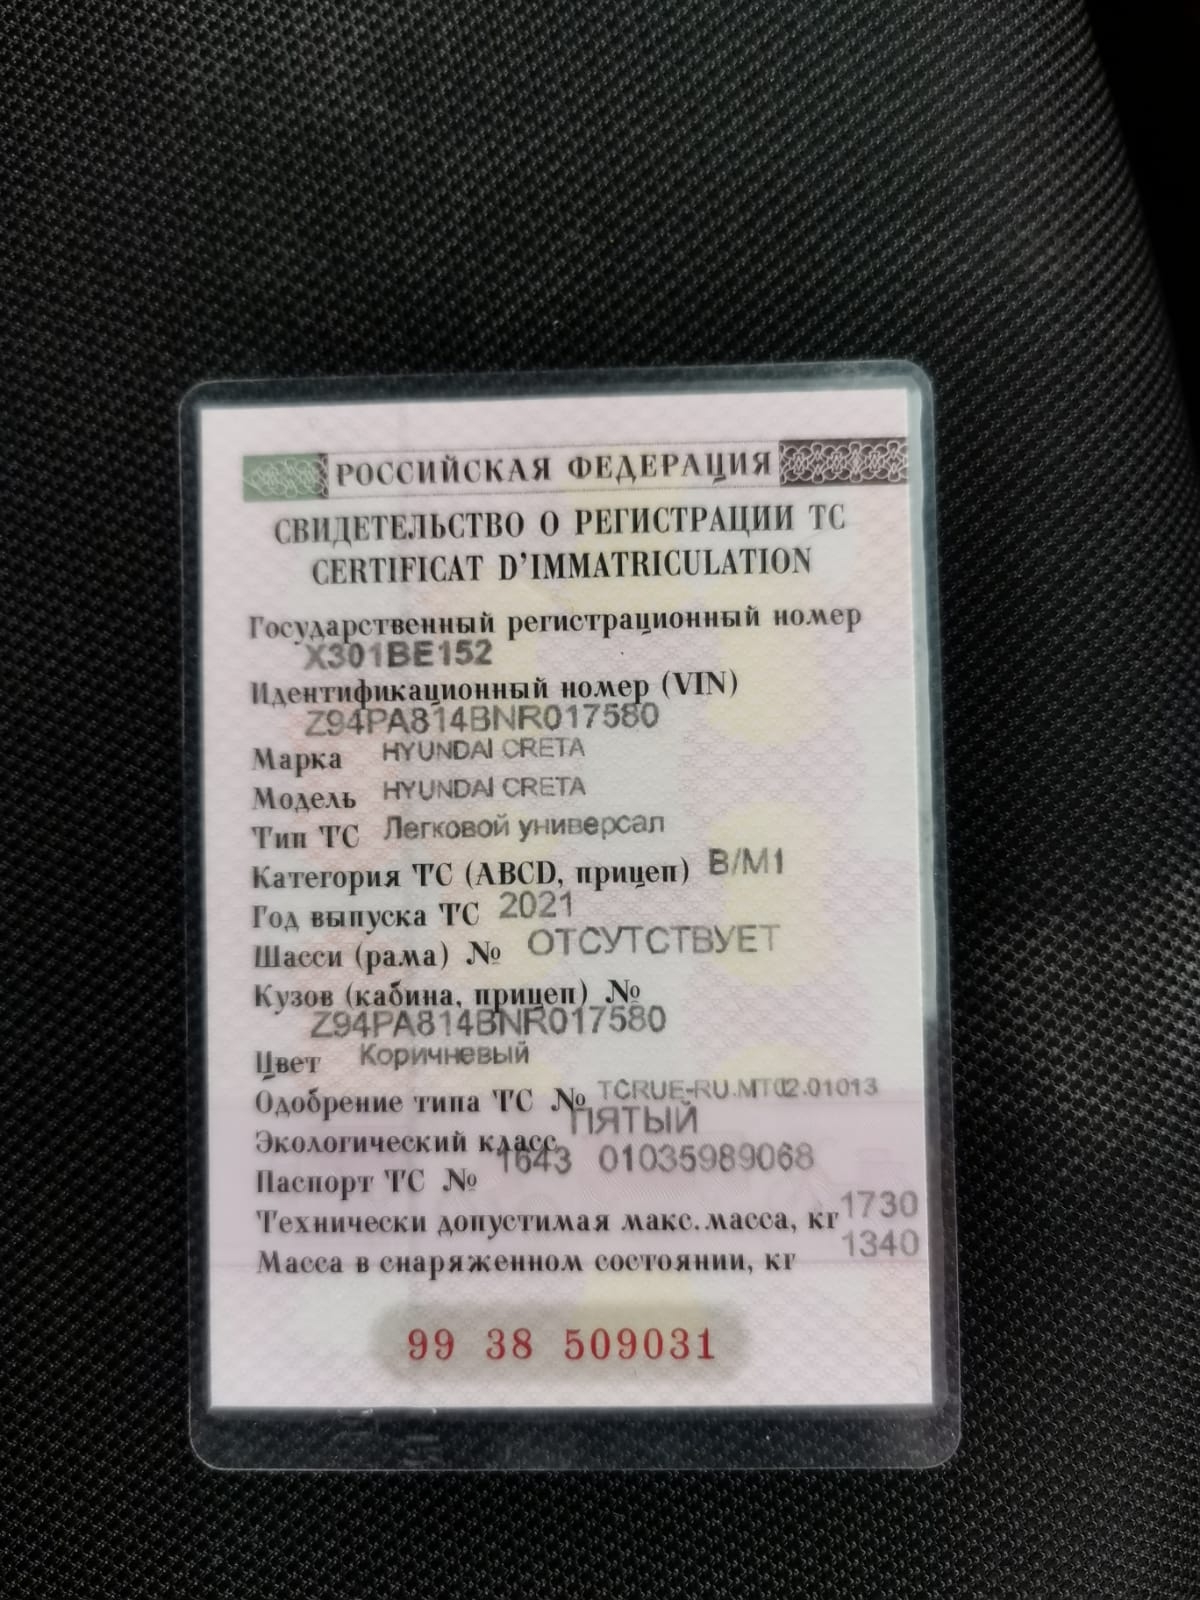 РОССИЙСКАЯ ФЕДЕРАЦИЯ
СВИДЕТЕЛЬСТВО О РЕГИСТРАЦИИ ТС
CERTIFICAT D'IMMATRICULATION
Государственный регистрационный номер
Х301ВЕ152
Идентификационный номер (VIN)
Z94PA814BNR017580
Марка HYUNDAI CRETA
Модель HYUNDAI CRETA
Тип ТС Легковой универсал
Категория ТС (ABCD, прицеп) B/M1
Год выпуска ТС 2021
Шасси (рама) № ОТСУТСТВУЕТ
Кузов (кабина, прицеп) №
Z94PA814BNR017580
Цвет Коричневый
Одобрение типа ТС № TCRUE-RU.MT02.01013
Экологический класс ПЯТЫЙ
Паспорт ТС № 1643 01035989068
Технически допустимая макс. масса, кг 1730
Масса в снаряженном состоянии, кг 1340
99 38 509031